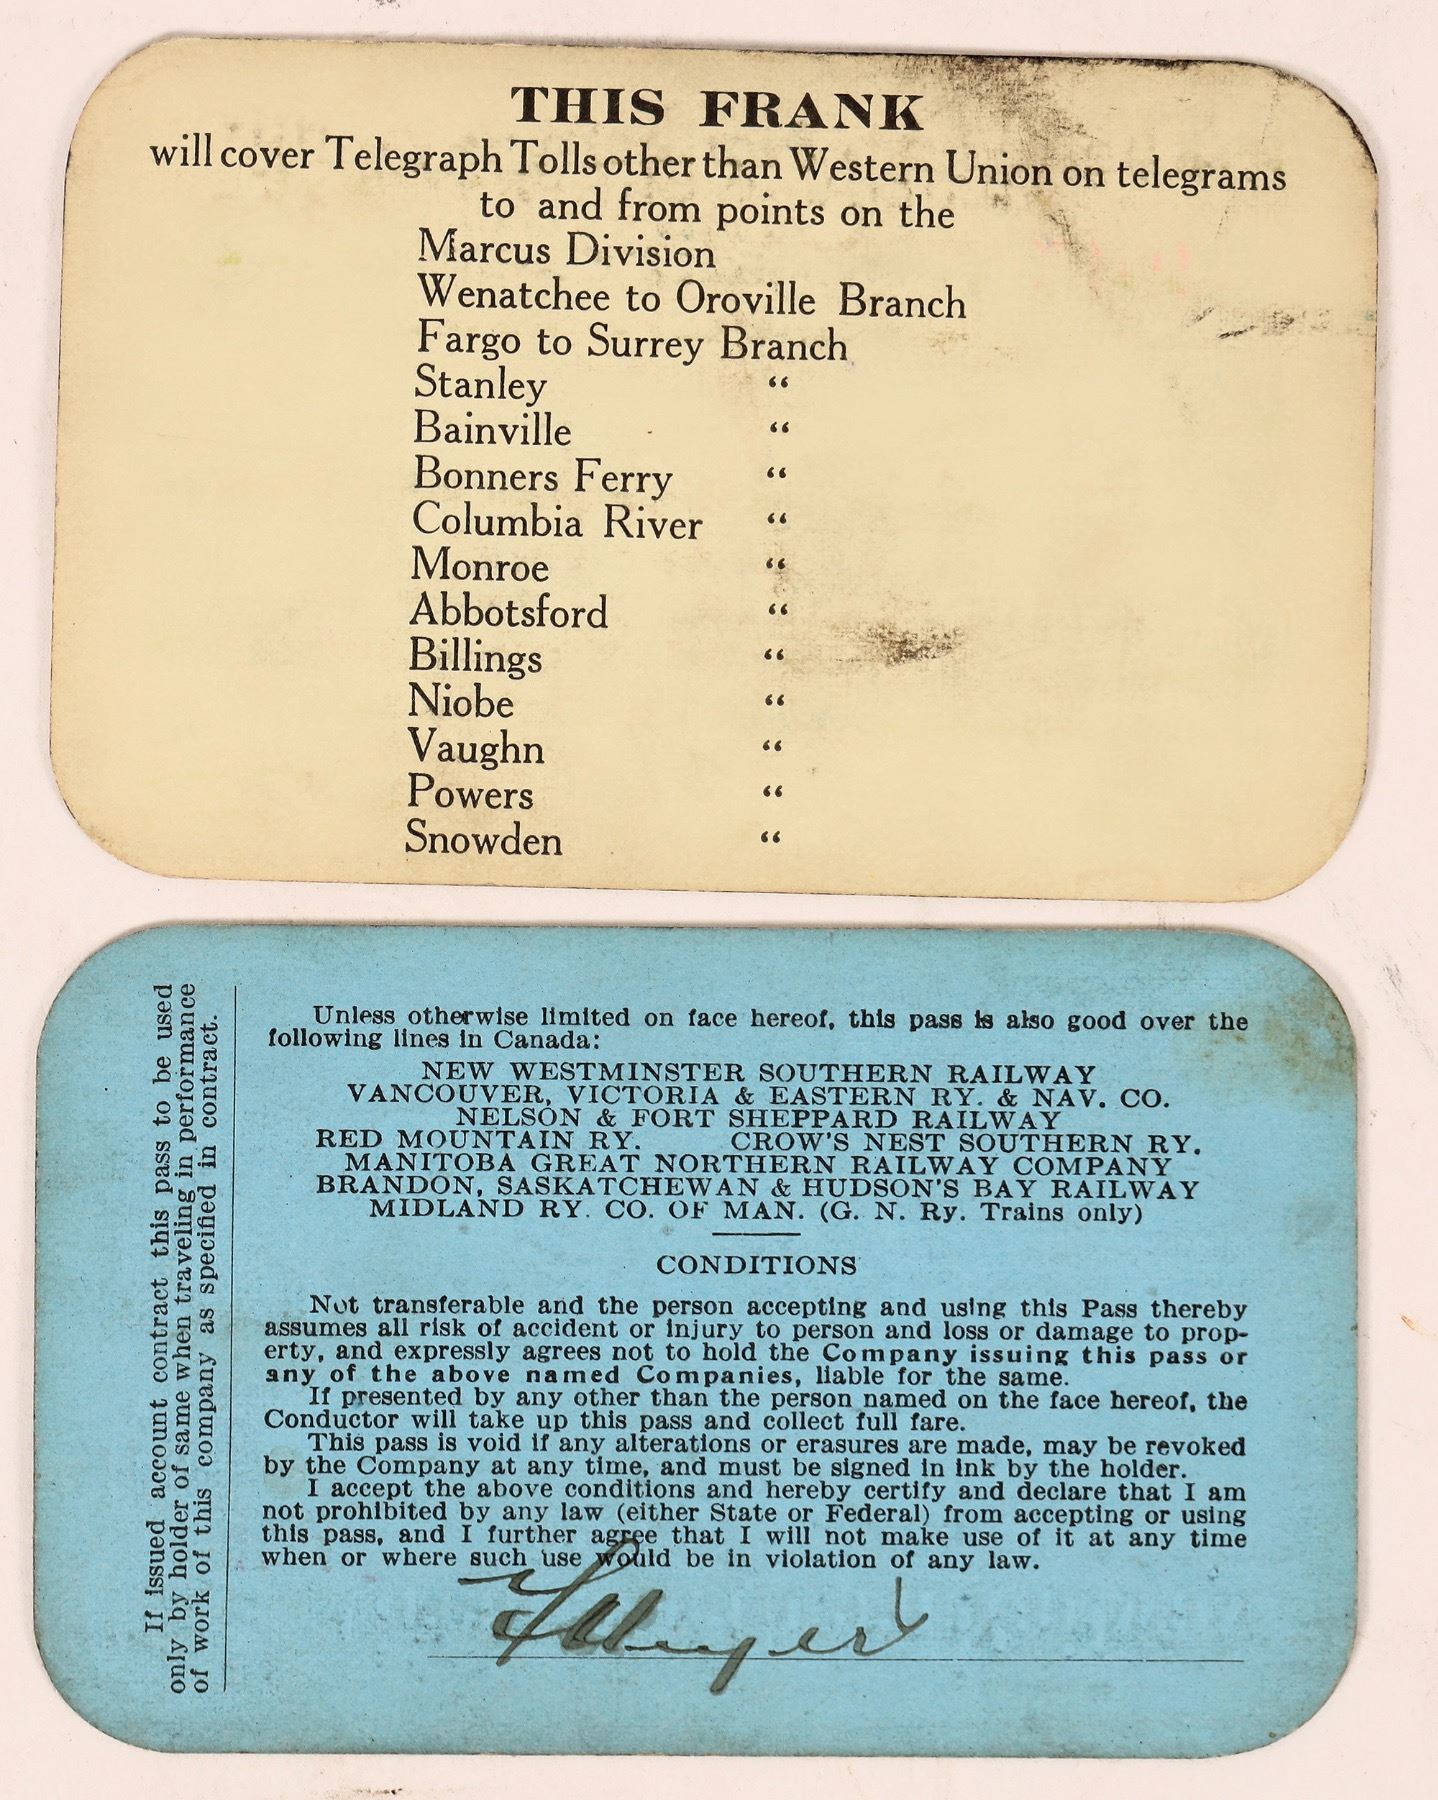 THIS FRANK
will cover Telegraph Tolls other than Western Union on telegrams
to and from points on the
Marcus Division
Wenatchee to Oroville Branch
Fargo to Surrey Branch
Stanley “
Bainville “
Bonners Ferry “
Columbia River “
Monroe “
Abbotsford “
Billings “
Niobe “
Vaughn “
Powers “
Snowden “
If issued account contract this pass to be used
only by holder of same when traveling in performance
of work of this company as specified in contract.
Unless otherwise limited on face hereof, this pass is also good over the
following lines in Canada:
NEW WESTMINSTER SOUTHERN RAILWAY
VANCOUVER, VICTORIA & EASTERN RY. & NAV. CO.
NELSON & FORT SHEPPARD RAILWAY
RED MOUNTAIN RY. CROW'S NEST SOUTHERN RY.
MANITOBA GREAT NORTHERN RAILWAY COMPANY
BRANDON, SASKATCHEWAN & HUDSON'S BAY RAILWAY
MIDLAND RY. CO. OF MAN. (G. N. Ry. Trains only)
CONDITIONS
Not transferable and the person accepting and using this Pass thereby
assumes all risk of accident or injury to person and loss or damage to prop-
erty, and expressly agrees not to hold the Company issuing this pass or
any of the above named Companies, liable for the same.
If presented by any other than the person named on the face hereof, the
Conductor will take up this pass and collect full fare.
This pass is void if any alterations or erasures are made, may be revoked
by the Company at any time, and must be signed in ink by the holder.
I accept the above conditions and hereby certify and declare that I am
not prohibited by any law (either State or Federal) from accepting or using
this pass, and I further agree that I will not make use of it at any time
when or where such use would be in violation of any law.